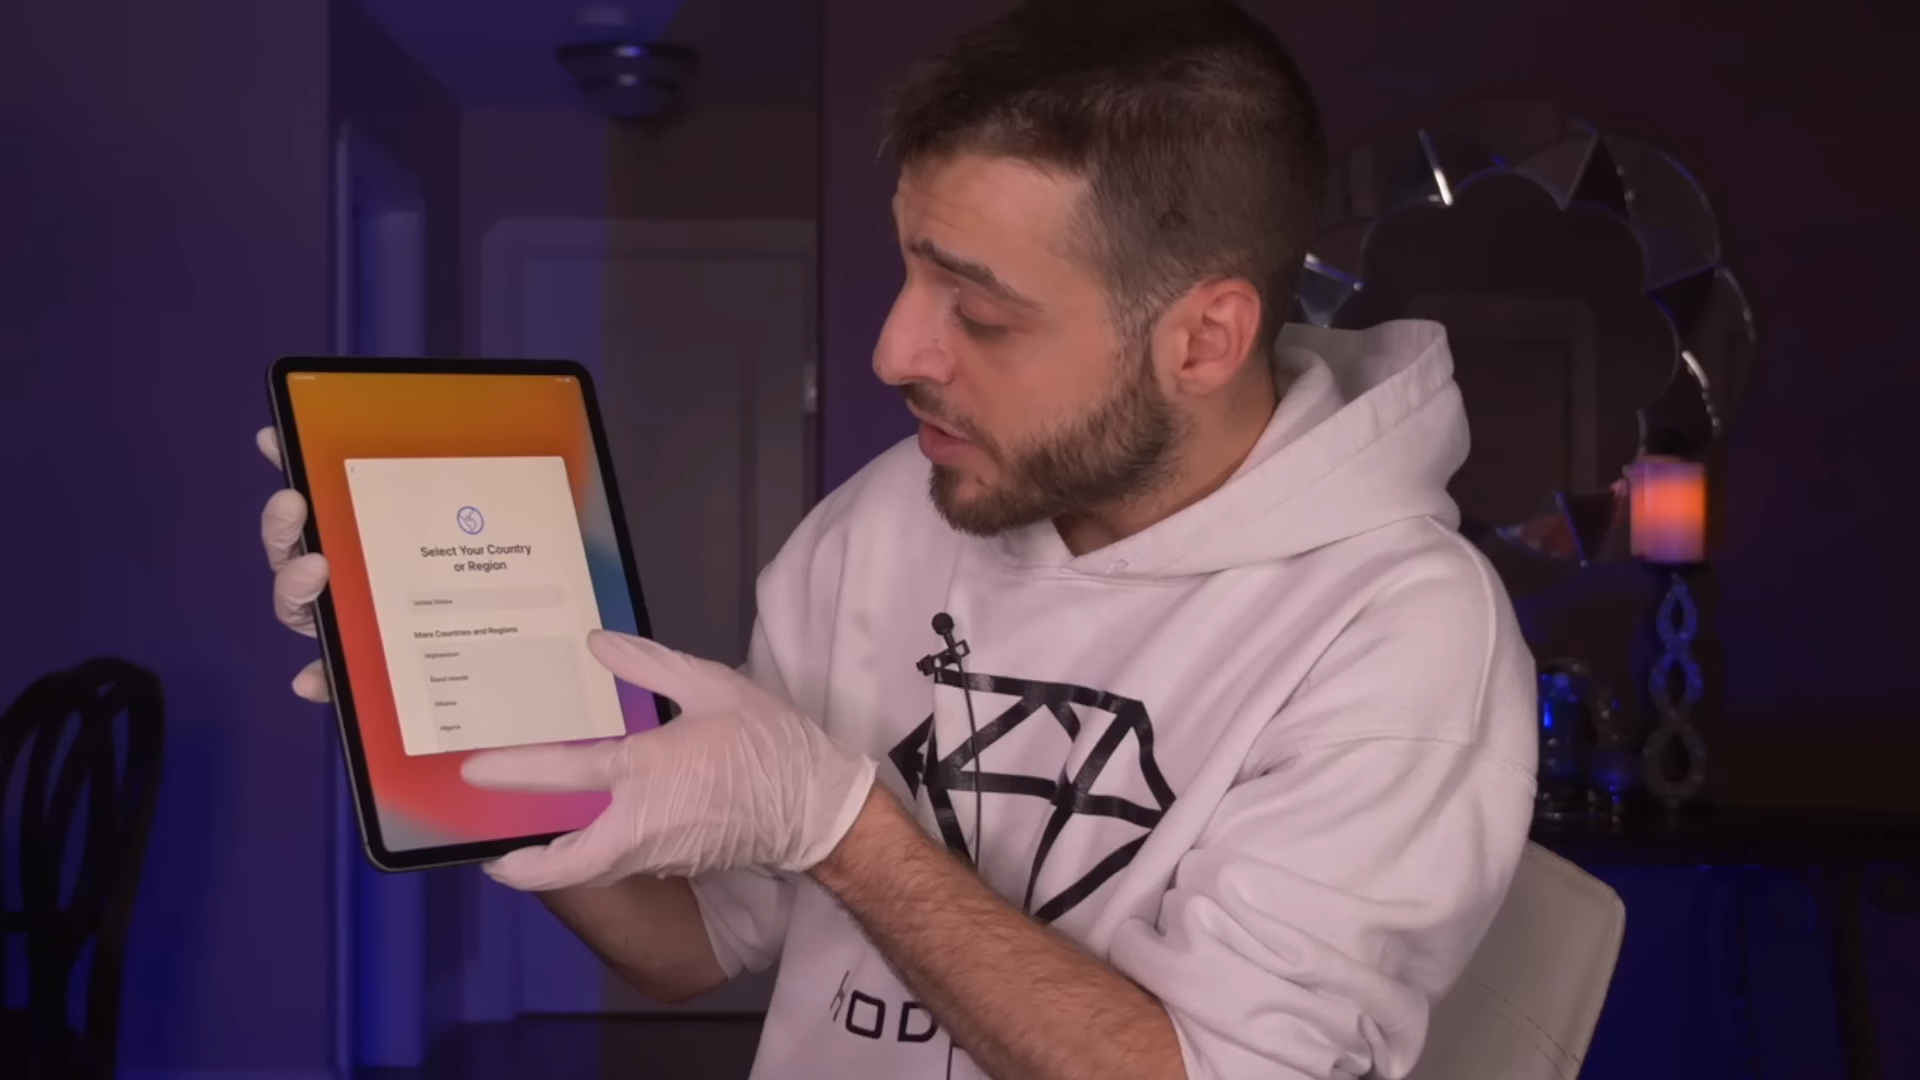 Select Your Country
or Region
United States
More Countries and Regions
Afghanistan
Åland Islands
Albania
Algeria